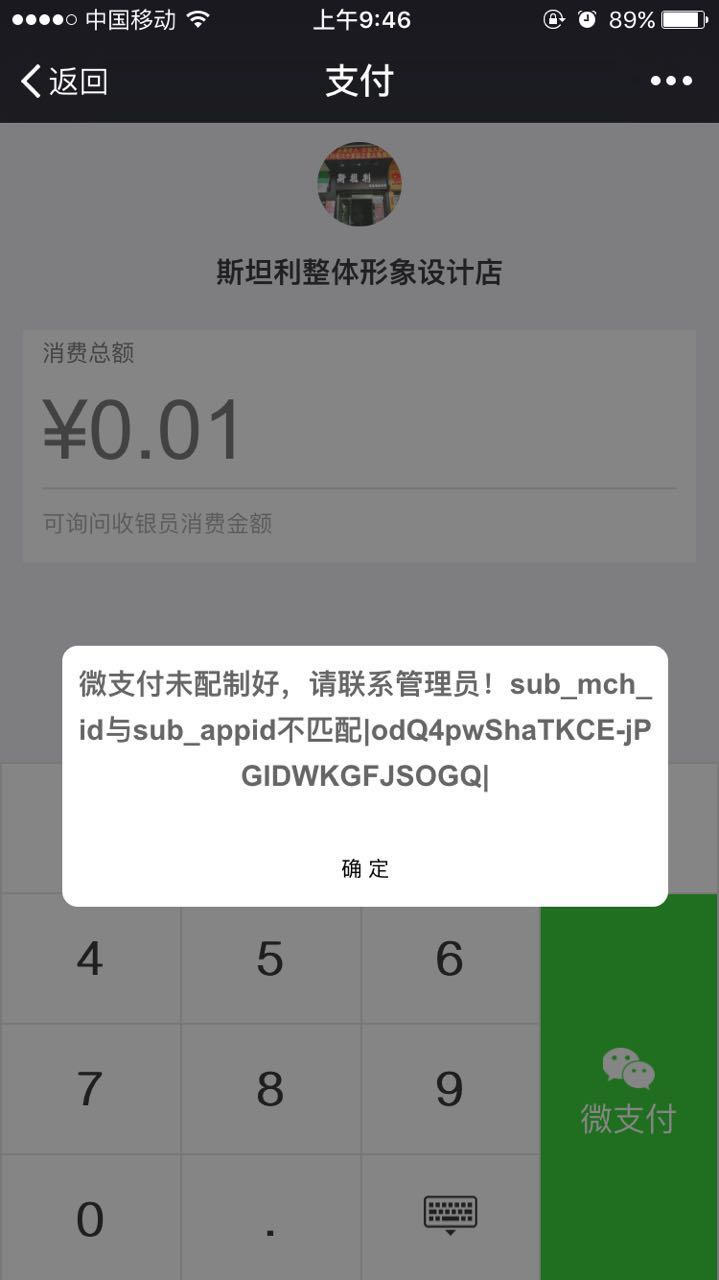 中国移动 上午9:46 89%
返回 支付
斯坦利
斯坦利整体形象设计店
消费总额
¥0.01
可询问收银员消费金额
微支付未配制好，请联系管理员！sub_mch_
id与sub_appid不匹配|odQ4pwShaTKCE-jP
GIDWKGFJSOGQ|
确 定
4 5 6
7 8 9
微支付
0 .